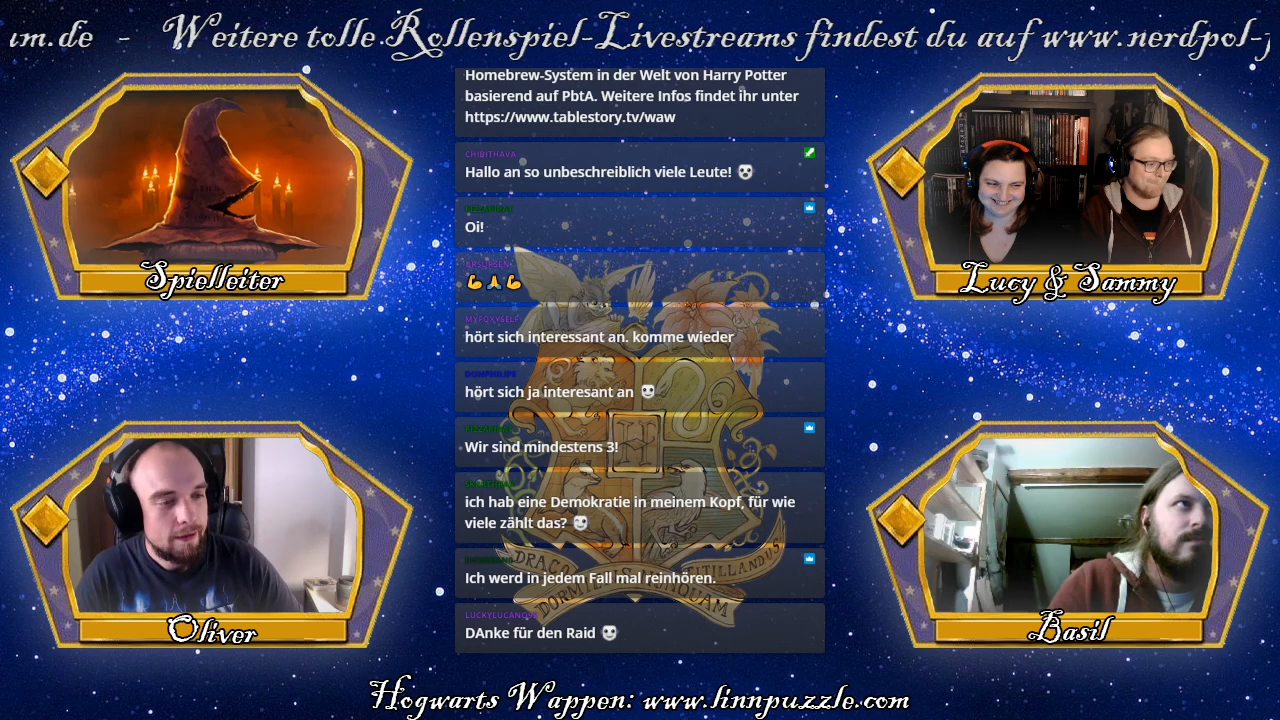 um.de - Weitere tolle Rollenspiel-Livestreams findest du auf www.nerdpol-
Homebrew-System in der Welt von Harry Potter
basierend auf PbtA. Weitere Infos findet ihr unter
https://www.tablestory.tv/waw
CHIBITHAVA
Hallo an so unbeschreiblich viele Leute!
Oi!
hört sich interessant an. komme wieder
DOMPHILIPE
hört sich ja interesant an
Wir sind mindestens 3!
ich hab eine Demokratie in meinem Kopf, für wie
viele zählt das?
Ich werd in jedem Fall mal reinhören.
DAnke für den Raid
Spielleiter
Lucy & Sammy
Oliver
Basil
DRACO DORMIENS NUNQUAM TITILLANDUS
Hogwarts Wappen: www.linnpuzzle.com